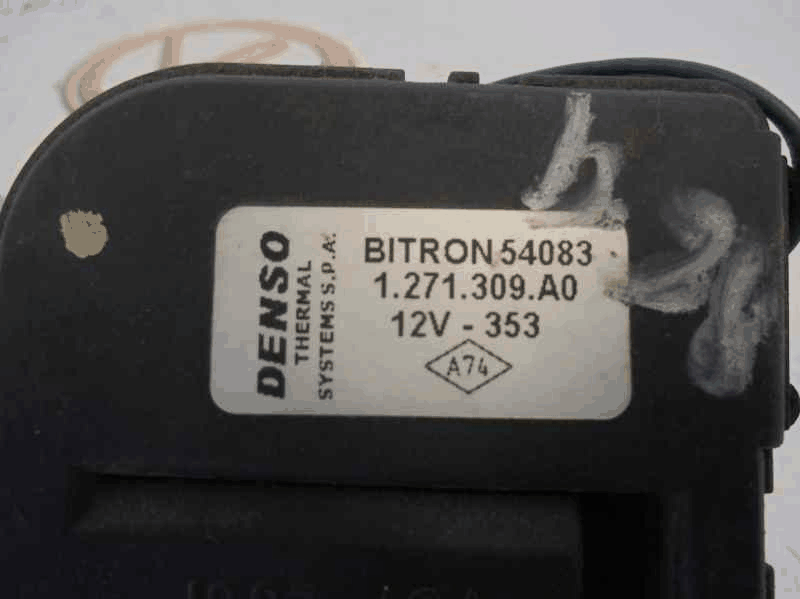 DENSO
THERMAL
SYSTEMS S.P.A.
BITRON 54083
1.271.309.A0
12V - 353
A74